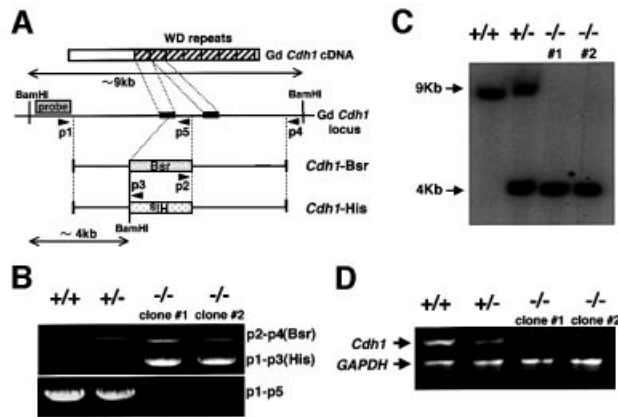 A
WD repeats
Gd Cdh1 cDNA
~9kb
BamHI
BamHI
probe
p1
p5
p4
Gd Cdh1
locus
Bsr
Cdh1-Bsr
p3
p2
His
Cdh1-His
BamHI
~ 4kb
B
+/+ +/- -/- -/-
clone #1 clone #2
p2-p4(Bsr)
p1-p3(His)
p1-p5
C
+/+ +/- -/- -/-
#1 #2
9Kb
4Kb
D
+/+ +/- -/- -/-
clone #1 clone #2
Cdh1
GAPDH